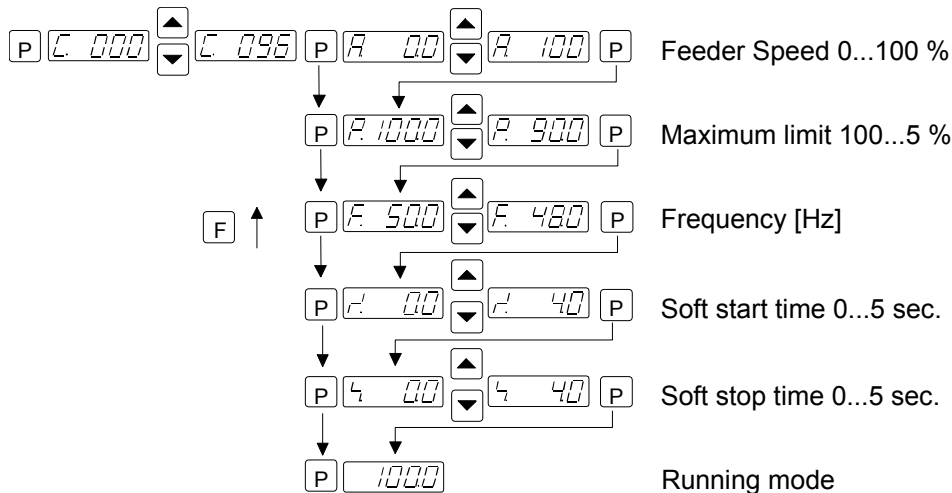 P C. 000 C. 096 P A. 0.0 A. 100 P Feeder Speed 0...100 %
P P. 100.0 P. 90.0 P Maximum limit 100...5 %
F P F. 50.0 F. 48.0 P Frequency [Hz]
P 0.0 4.0 P Soft start time 0...5 sec.
P 0.0 4.0 P Soft stop time 0...5 sec.
P 100.0 Running mode